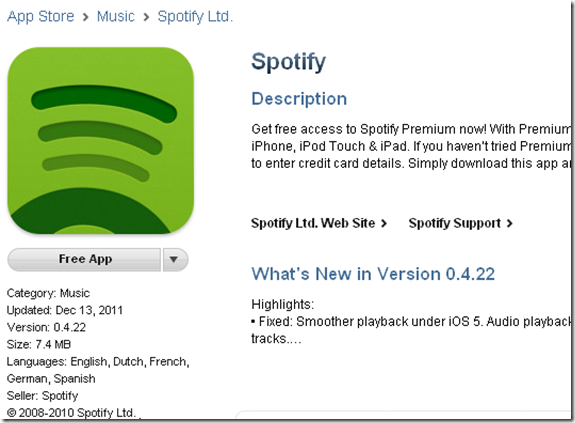 App Store > Music > Spotify Ltd.
Spotify
Description
Get free access to Spotify Premium now! With Premium
iPhone, iPod Touch & iPad. If you haven't tried Premium
to enter credit card details. Simply download this app
Spotify Ltd. Web Site > Spotify Support >
What's New in Version 0.4.22
Highlights:
• Fixed: Smoother playback under iOS 5. Audio playback
tracks....
Free App
Category: Music
Updated: Dec 13, 2011
Version: 0.4.22
Size: 7.4 MB
Languages: English, Dutch, French,
German, Spanish
Seller: Spotify
© 2008-2010 Spotify Ltd.